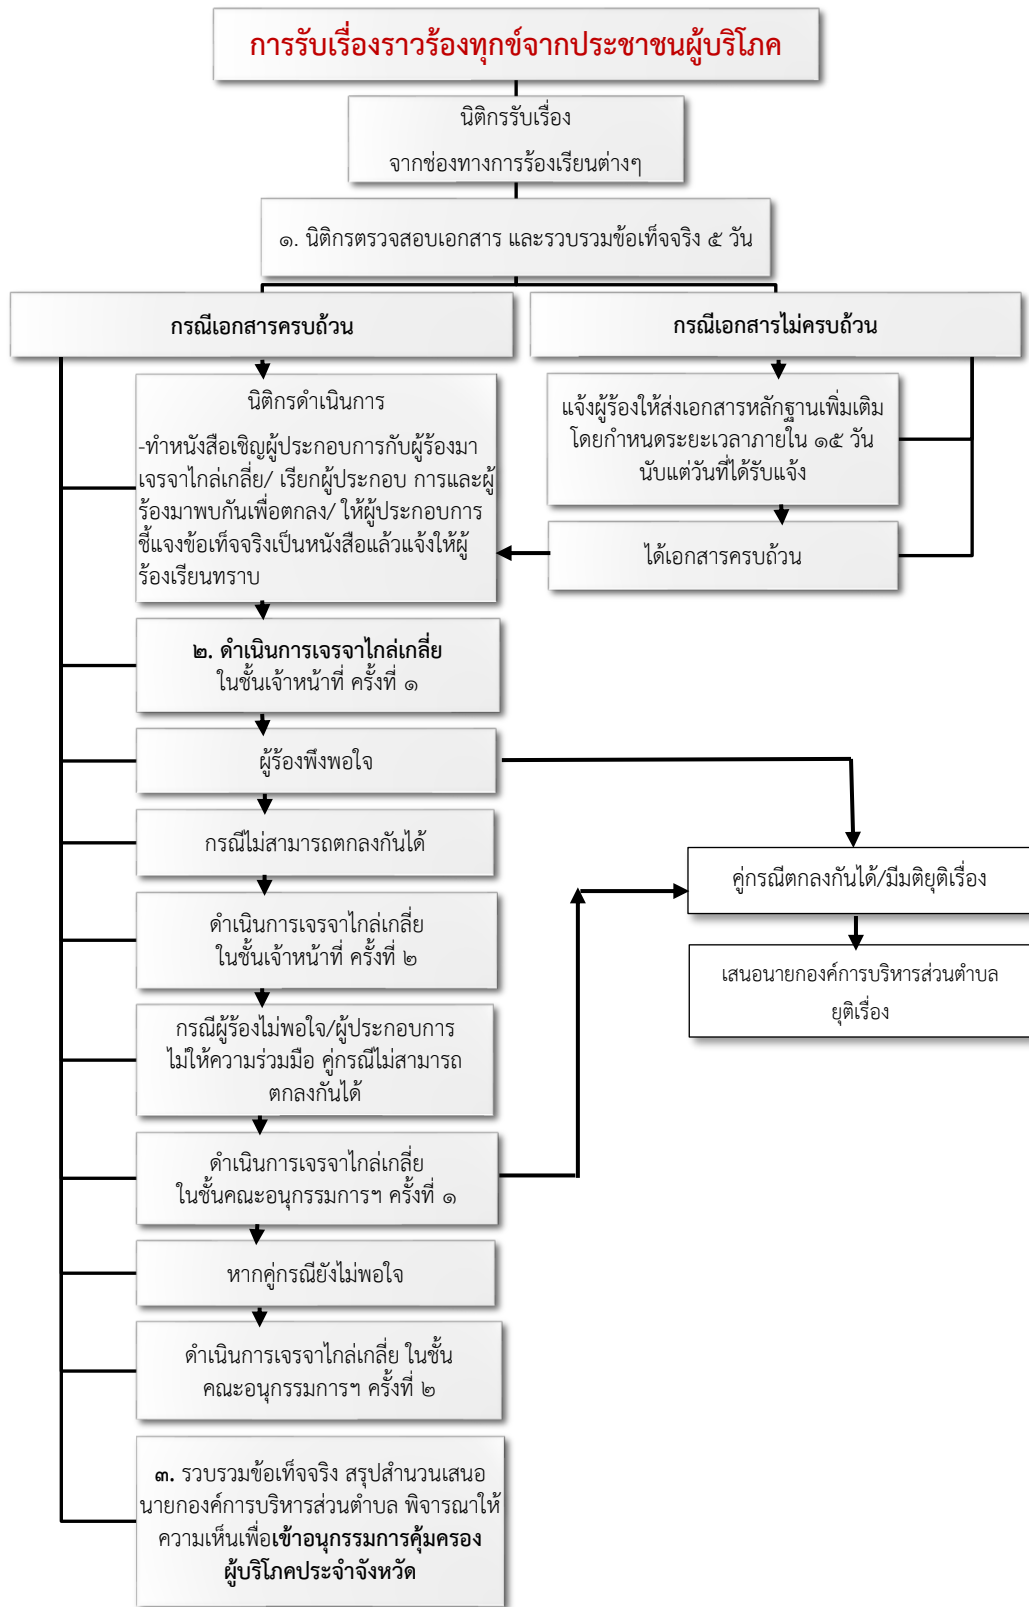 การรับเรื่องราวร้องทุกข์จากประชาชนผู้บริโภค
นิติกรรับเรื่อง
จากช่องทางการร้องเรียนต่างๆ
๑. นิติกรตรวจสอบเอกสาร และรวบรวมข้อเท็จจริง ๕ วัน
กรณีเอกสารครบถ้วน
กรณีเอกสารไม่ครบถ้วน
นิติกรดำเนินการ
-ทำหนังสือเชิญผู้ประกอบการกับผู้ร้องมา
เจรจาไกล่เกลี่ย/ เรียกผู้ประกอบ การและผู้
ร้องมาพบกันเพื่อตกลง/ ให้ผู้ประกอบการ
ชี้แจงข้อเท็จจริงเป็นหนังสือแล้วแจ้งให้ผู้
ร้องเรียนทราบ
แจ้งผู้ร้องให้ส่งเอกสารหลักฐานเพิ่มเติม
โดยกำหนดระยะเวลาภายใน ๑๕ วัน
นับแต่วันที่ได้รับแจ้ง
ได้เอกสารครบถ้วน
๒. ดำเนินการเจรจาไกล่เกลี่ย
ในชั้นเจ้าหน้าที่ ครั้งที่ ๑
ผู้ร้องพึงพอใจ
กรณีไม่สามารถตกลงกันได้
คู่กรณีตกลงกันได้/มีมติยุติเรื่อง
ดำเนินการเจรจาไกล่เกลี่ย
ในชั้นเจ้าหน้าที่ ครั้งที่ ๒
เสนอนายกองค์การบริหารส่วนตำบล
ยุติเรื่อง
กรณีผู้ร้องไม่พอใจ/ผู้ประกอบการ
ไม่ให้ความร่วมมือ คู่กรณีไม่สามารถ
ตกลงกันได้
ดำเนินการเจรจาไกล่เกลี่ย
ในชั้นคณะอนุกรรมการฯ ครั้งที่ ๑
หากคู่กรณียังไม่พอใจ
ดำเนินการเจรจาไกล่เกลี่ย ในชั้น
คณะอนุกรรมการฯ ครั้งที่ ๒
๓. รวบรวมข้อเท็จจริง สรุปสำนวนเสนอ
นายกองค์การบริหารส่วนตำบล พิจารณาให้
ความเห็นเพื่อเข้าอนุกรรมการคุ้มครอง
ผู้บริโภคประจำจังหวัด